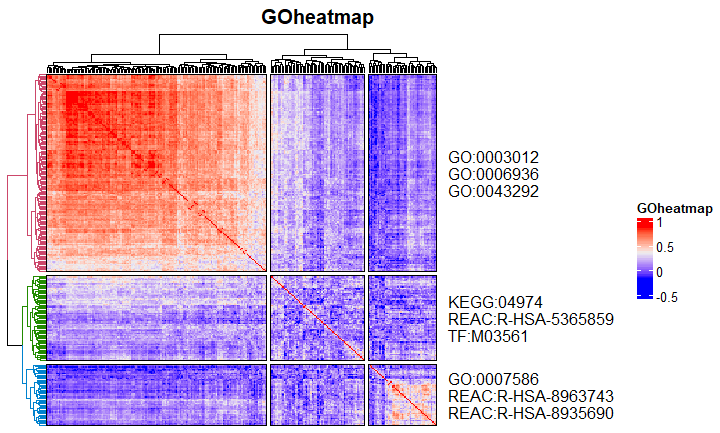 GOheatmap
GO:0003012
GO:0006936
GO:0043292
GOheatmap
1
0.5
0
-0.5
KEGG:04974
REAC:R-HSA-5365859
TF:M03561
GO:0007586
REAC:R-HSA-8963743
REAC:R-HSA-8935690